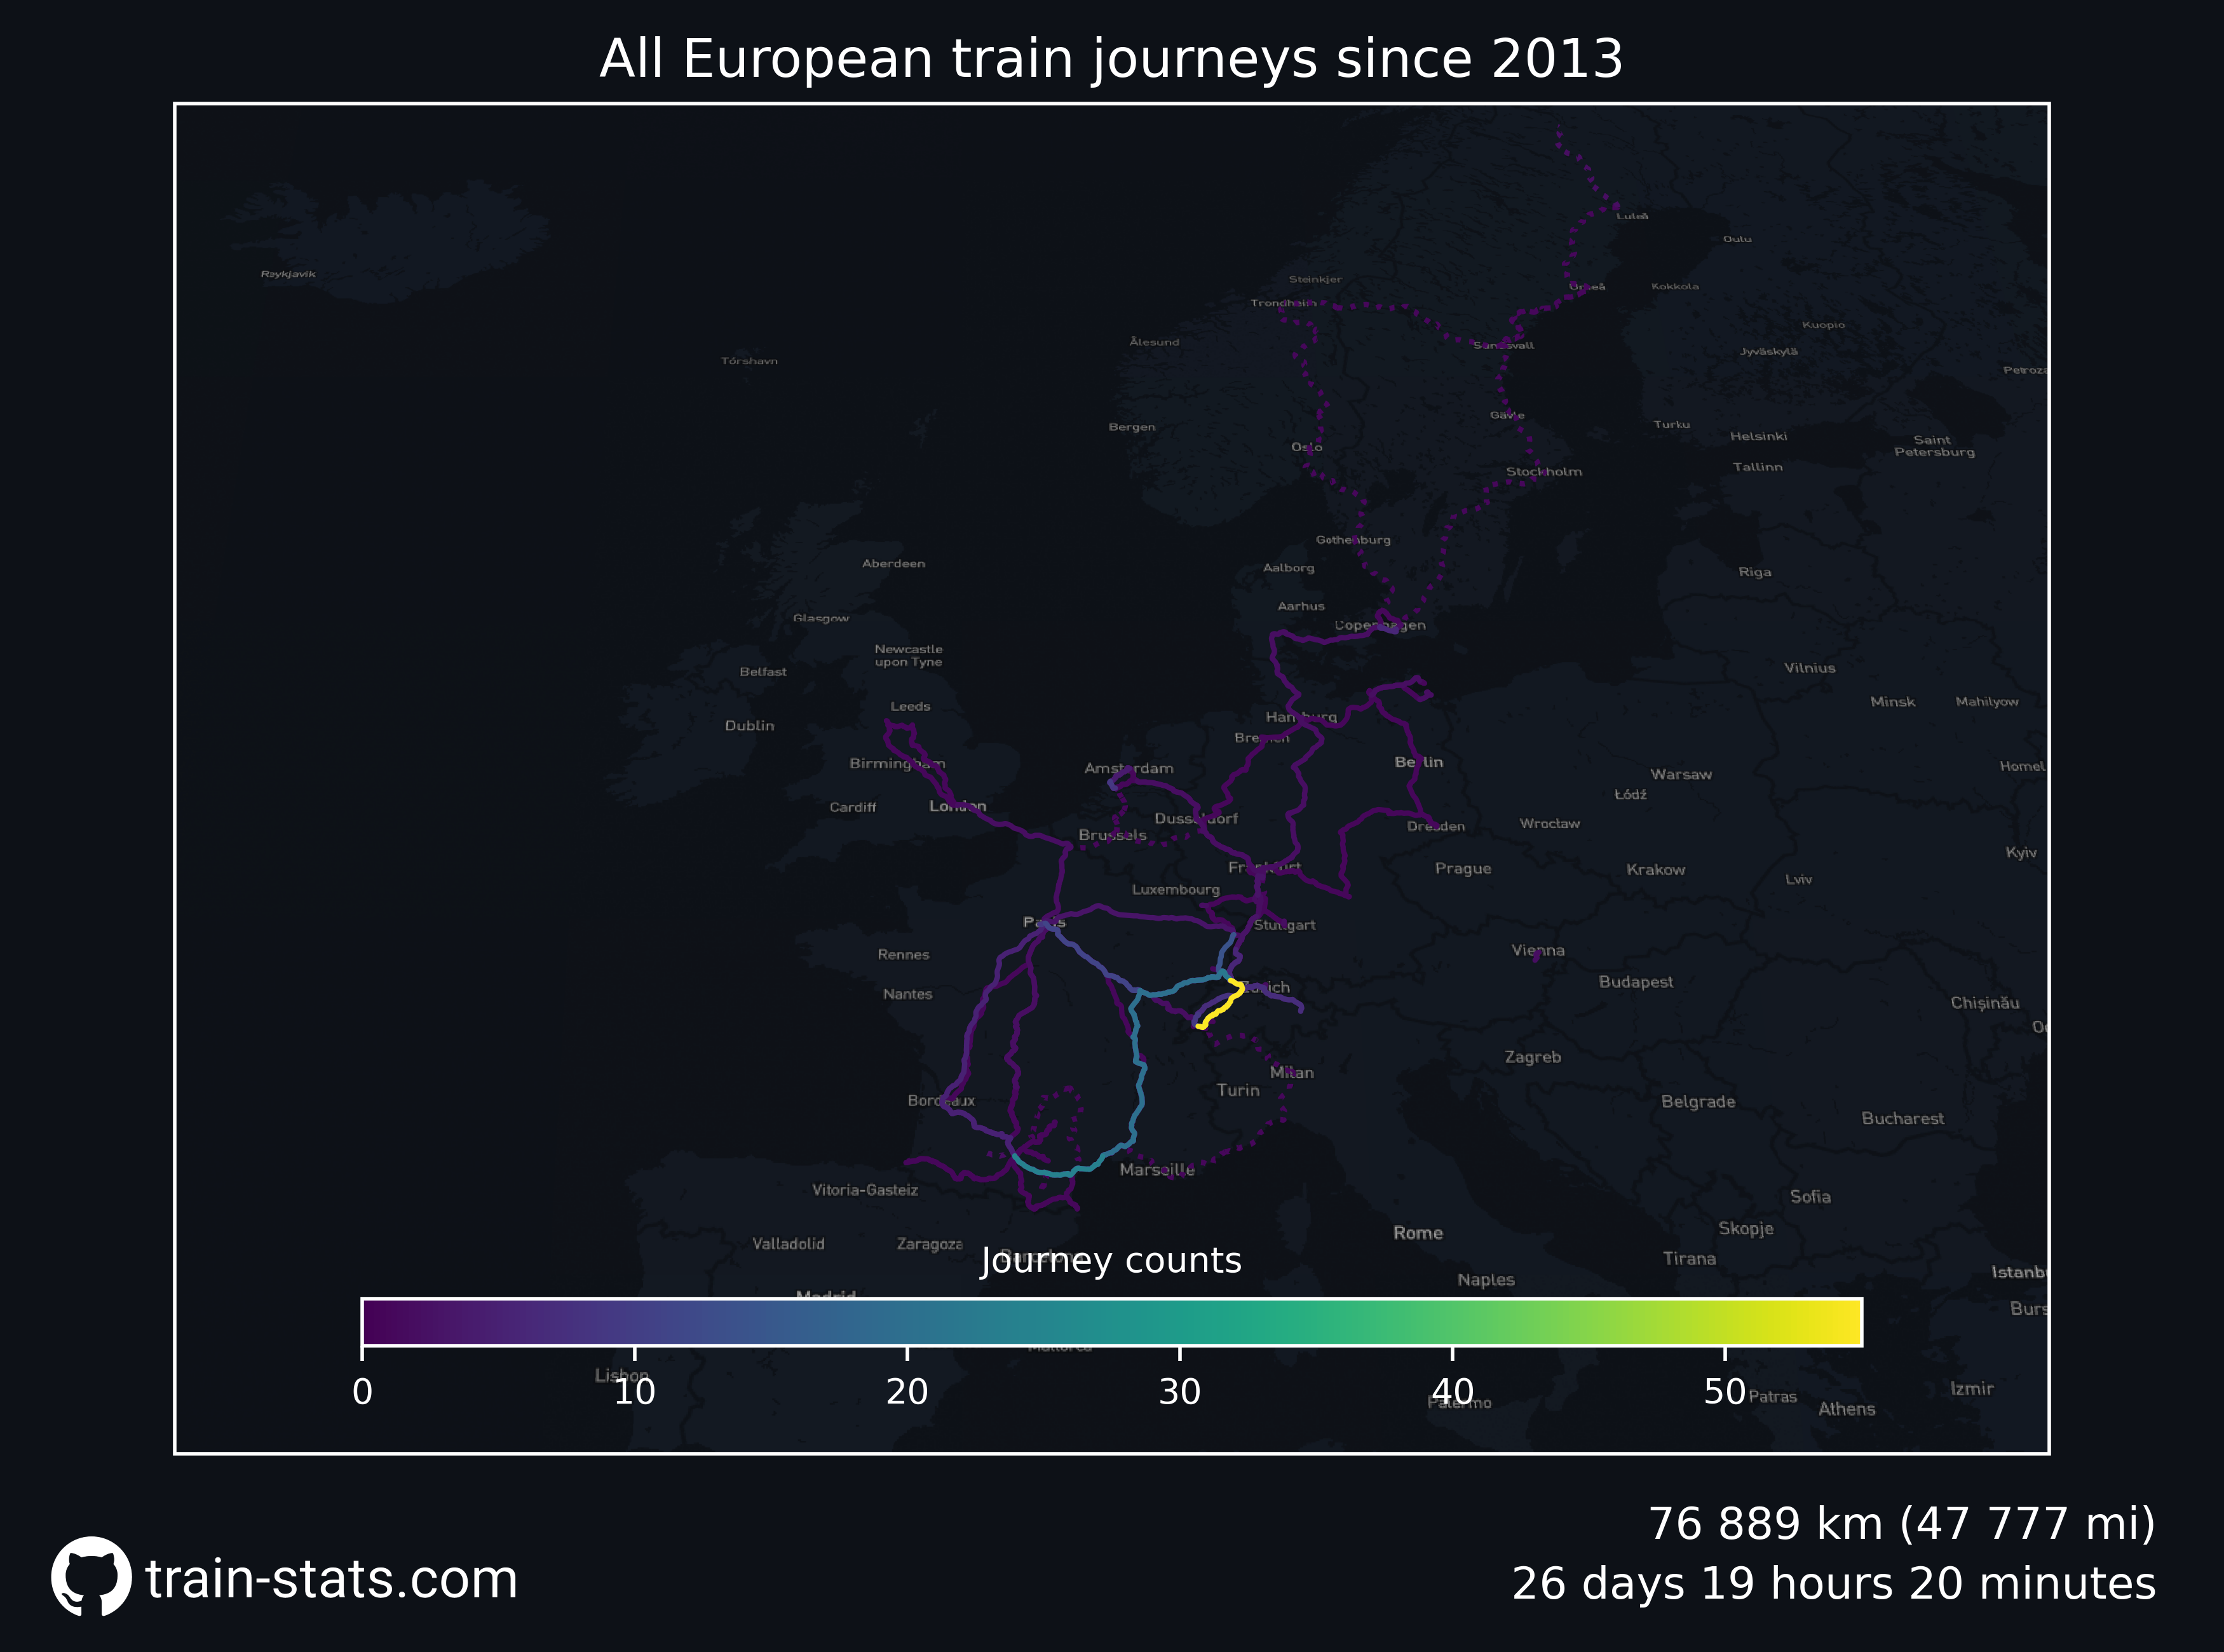 All European train journeys since 2013
Luleå
Oulu
Reykjavik
Steinkjer
Umeå
Kokkola
Trondheim
Kuopio
Ålesund
Sundsvall
Jyväskylä
Tórshavn
Gävle
Bergen
Turku
Helsinki
Saint
Petersburg
Oslo
Stockholm
Tallinn
Gothenburg
Aberdeen
Aalborg
Riga
Aarhus
Glasgow
Copenhagen
Newcastle
upon Tyne
Belfast
Vilnius
Minsk
Mahilyow
Leeds
Dublin
Hamburg
Bremen
Birmingham
Amsterdam
Berlin
Warsaw
Homel
Łódź
Cardiff
London
Dusseldorf
Dresden
Wrocław
Brussels
Kyiv
Frankfurt
Prague
Krakow
Lviv
Luxembourg
Paris
Stuttgart
Rennes
Vienna
Budapest
Nantes
Zurich
Chișinău
Zagreb
Milan
Turin
Bordeaux
Belgrade
Bucharest
Marseille
Vitoria-Gasteiz
Sofia
Skopje
Rome
Valladolid
Zaragoza
Barcelona
Tirana
Journey counts
Naples
Istanbu
Madrid
Burs
Mallorca
Lisbon
0 10 20 30 40 50
Palermo
Patras
Athens
Izmir
76 889 km (47 777 mi)
train-stats.com
26 days 19 hours 20 minutes